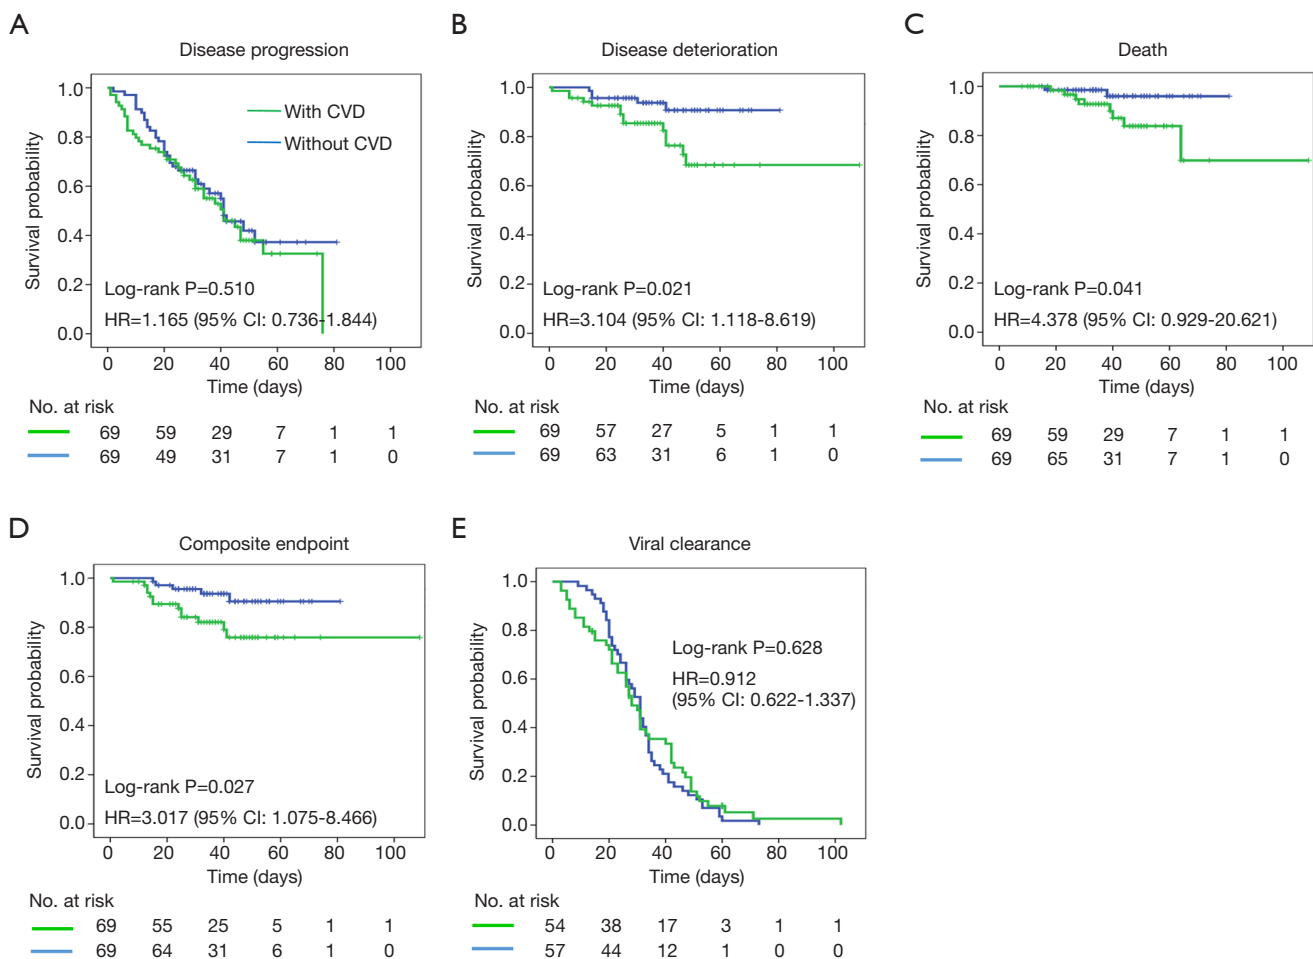 A
Disease progression
Survival probability
1.0
0.8
0.6
0.4
0.2
0.0
With CVD
Without CVD
Log-rank P=0.510
HR=1.165 (95% CI: 0.736-1.844)
0 20 40 60 80 100
Time (days)
No. at risk
69 59 29 7 1 1
69 49 31 7 1 0
B
Disease deterioration
Survival probability
1.0
0.8
0.6
0.4
0.2
0.0
Log-rank P=0.021
HR=3.104 (95% CI: 1.118-8.619)
0 20 40 60 80 100
Time (days)
No. at risk
69 57 27 5 1 1
69 63 31 6 1 0
C
Death
Survival probability
1.0
0.8
0.6
0.4
0.2
0.0
Log-rank P=0.041
HR=4.378 (95% CI: 0.929-20.621)
0 20 40 60 80 100
Time (days)
No. at risk
69 59 29 7 1 1
69 65 31 7 1 0
D
Composite endpoint
Survival probability
1.0
0.8
0.6
0.4
0.2
0.0
Log-rank P=0.027
HR=3.017 (95% CI: 1.075-8.466)
0 20 40 60 80 100
Time (days)
No. at risk
69 55 25 5 1 1
69 64 31 6 1 0
E
Viral clearance
Survival probability
1.0
0.8
0.6
0.4
0.2
0.0
Log-rank P=0.628
HR=0.912
(95% CI: 0.622-1.337)
0 20 40 60 80 100
Time (days)
No. at risk
54 38 17 3 1 1
57 44 12 1 0 0